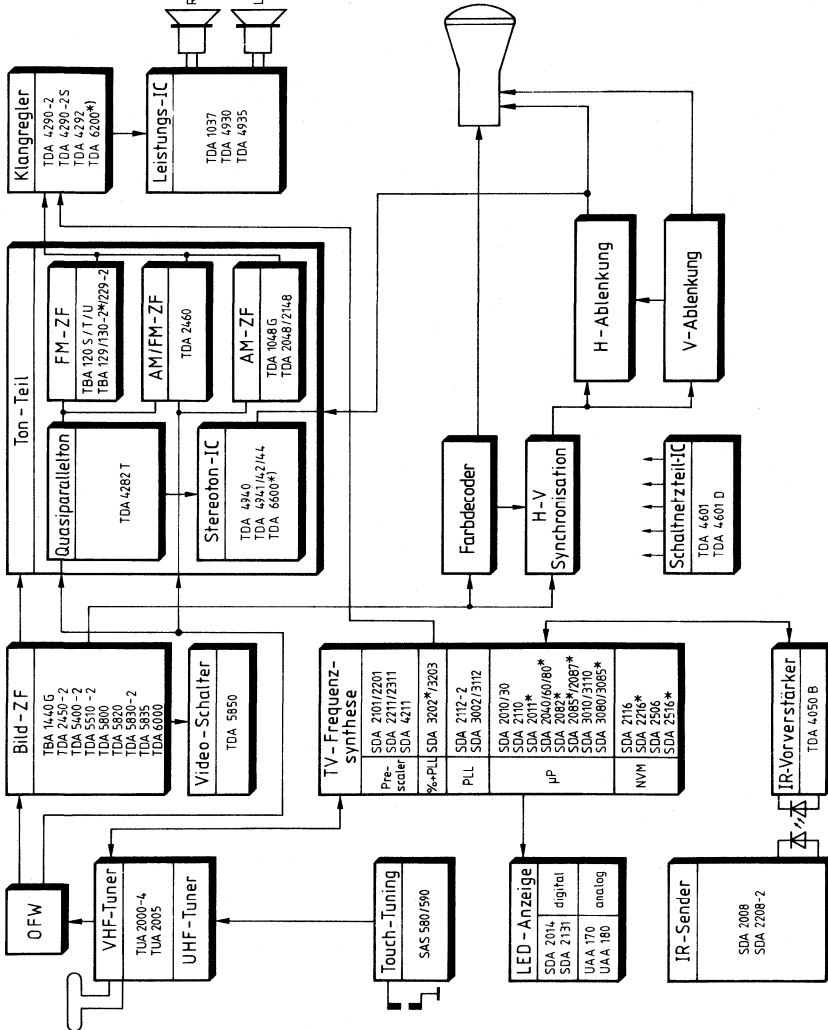 OFW
VHF-Tuner
TUA 2000-4
TUA 2005
UHF-Tuner
Touch-Tuning
SAS 580/590
LED-Anzeige
SDA 2014
SDA 2131
digital
UAA 170
UAA 180
analog
IR-Sender
SDA 2008
SDA 2208-2
Bild-ZF
TBA 1440 G
TDA 2450-2
TDA 5400-2
TDA 5510-2
TDA 5800
TDA 5820
TDA 5830-2
TDA 5835
TDA 6000
Video-Schalter
TDA 5850
TV-Frequenz-
synthese
Pre-
scaler
SDA 2101/2201
SDA 2211/2311
SDA 4211
%+PLL
SDA 3202*/3203
PLL
SDA 2112-2
SDA 3002/3112
µP
SDA 2010/30
SDA 2110
SDA 2011*
SDA 2040/60/80*
SDA 2082*
SDA 2085*/2087*
SDA 3010/3110
SDA 3080/3085*
NVM
SDA 2116
SDA 2216*
SDA 2506
SDA 2516*
IR-Vorverstärker
TDA 4050 B
Ton-Teil
Quasiparallelton
TDA 4282 T
Stereoton-IC
TDA 4940
TDA 4941/42/44
TDA 6600*)
FM-ZF
TBA 120 S/T/U
TBA 129/130-2*/229-2
AM/FM-ZF
TDA 2460
AM-ZF
TDA 1048 G
TDA 2048/2148
Farbdecoder
H-V
Synchronisation
Schaltnetzteil-IC
TDA 4601
TDA 4601 D
H-Ablenkung
V-Ablenkung
Klangregler
TDA 4290-2
TDA 4290-2S
TDA 4292
TDA 6200*)
Leistungs-IC
TDA 1037
TDA 4930
TDA 4935
R
L